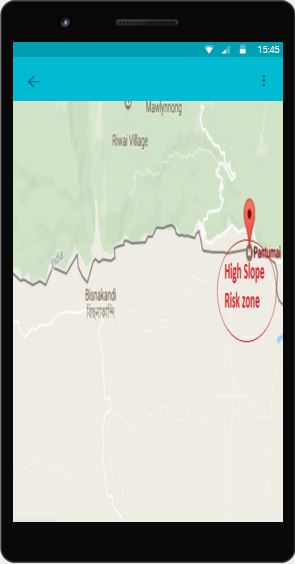 15:45
Mawlynnong
Riwai Village
India
Pantumai
High Slope
Risk zone
Bisnakandi
বিছনাকান্দি